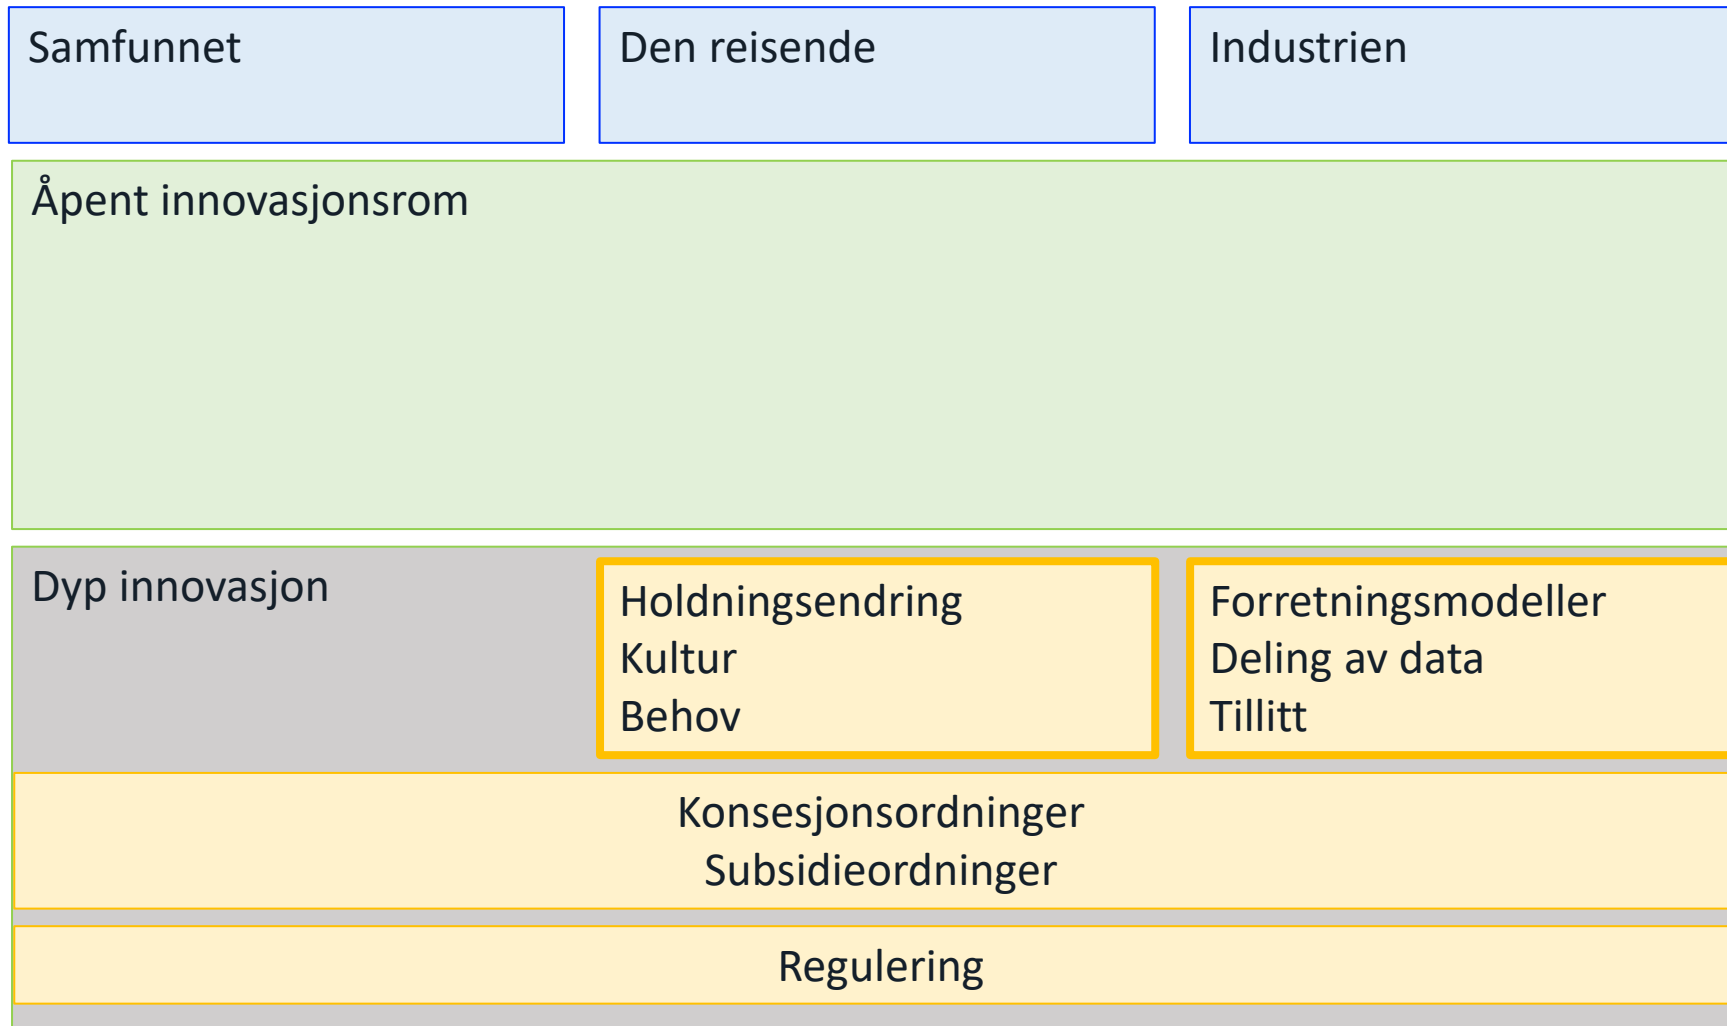 Samfunnet
Den reisende
Industrien
Åpent innovasjonsrom
Dyp innovasjon
Holdningsendring
Kultur
Behov
Forretningsmodeller
Deling av data
Tillitt
Konsesjonsordninger
Subsidieordninger
Regulering